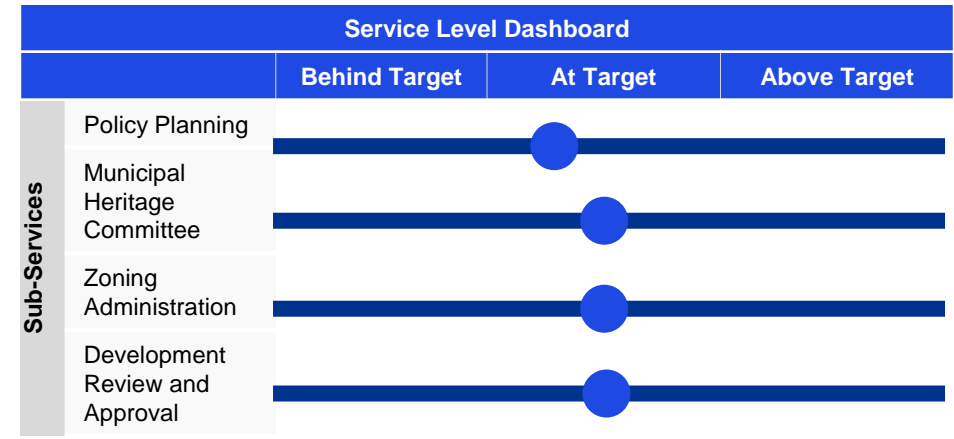 Service Level Dashboard
Behind Target
At Target
Above Target
Sub-Services
Policy Planning
Municipal
Heritage
Committee
Zoning
Administration
Development
Review and
Approval